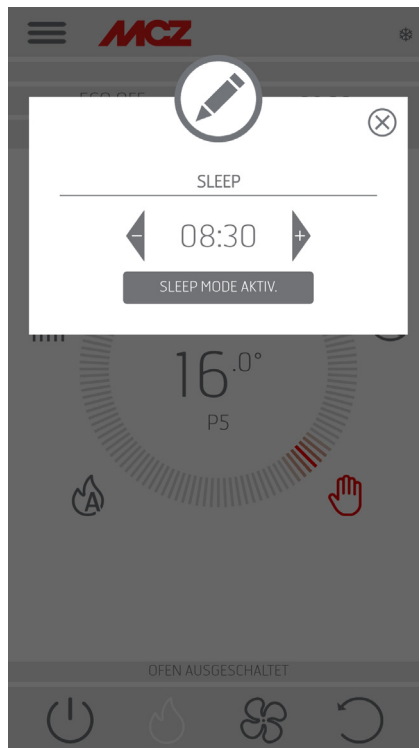 MCZ
SLEEP
- 08:30 +
SLEEP MODE AKTIV.
16.0°
P5
A
OFEN AUSGESCHALTET